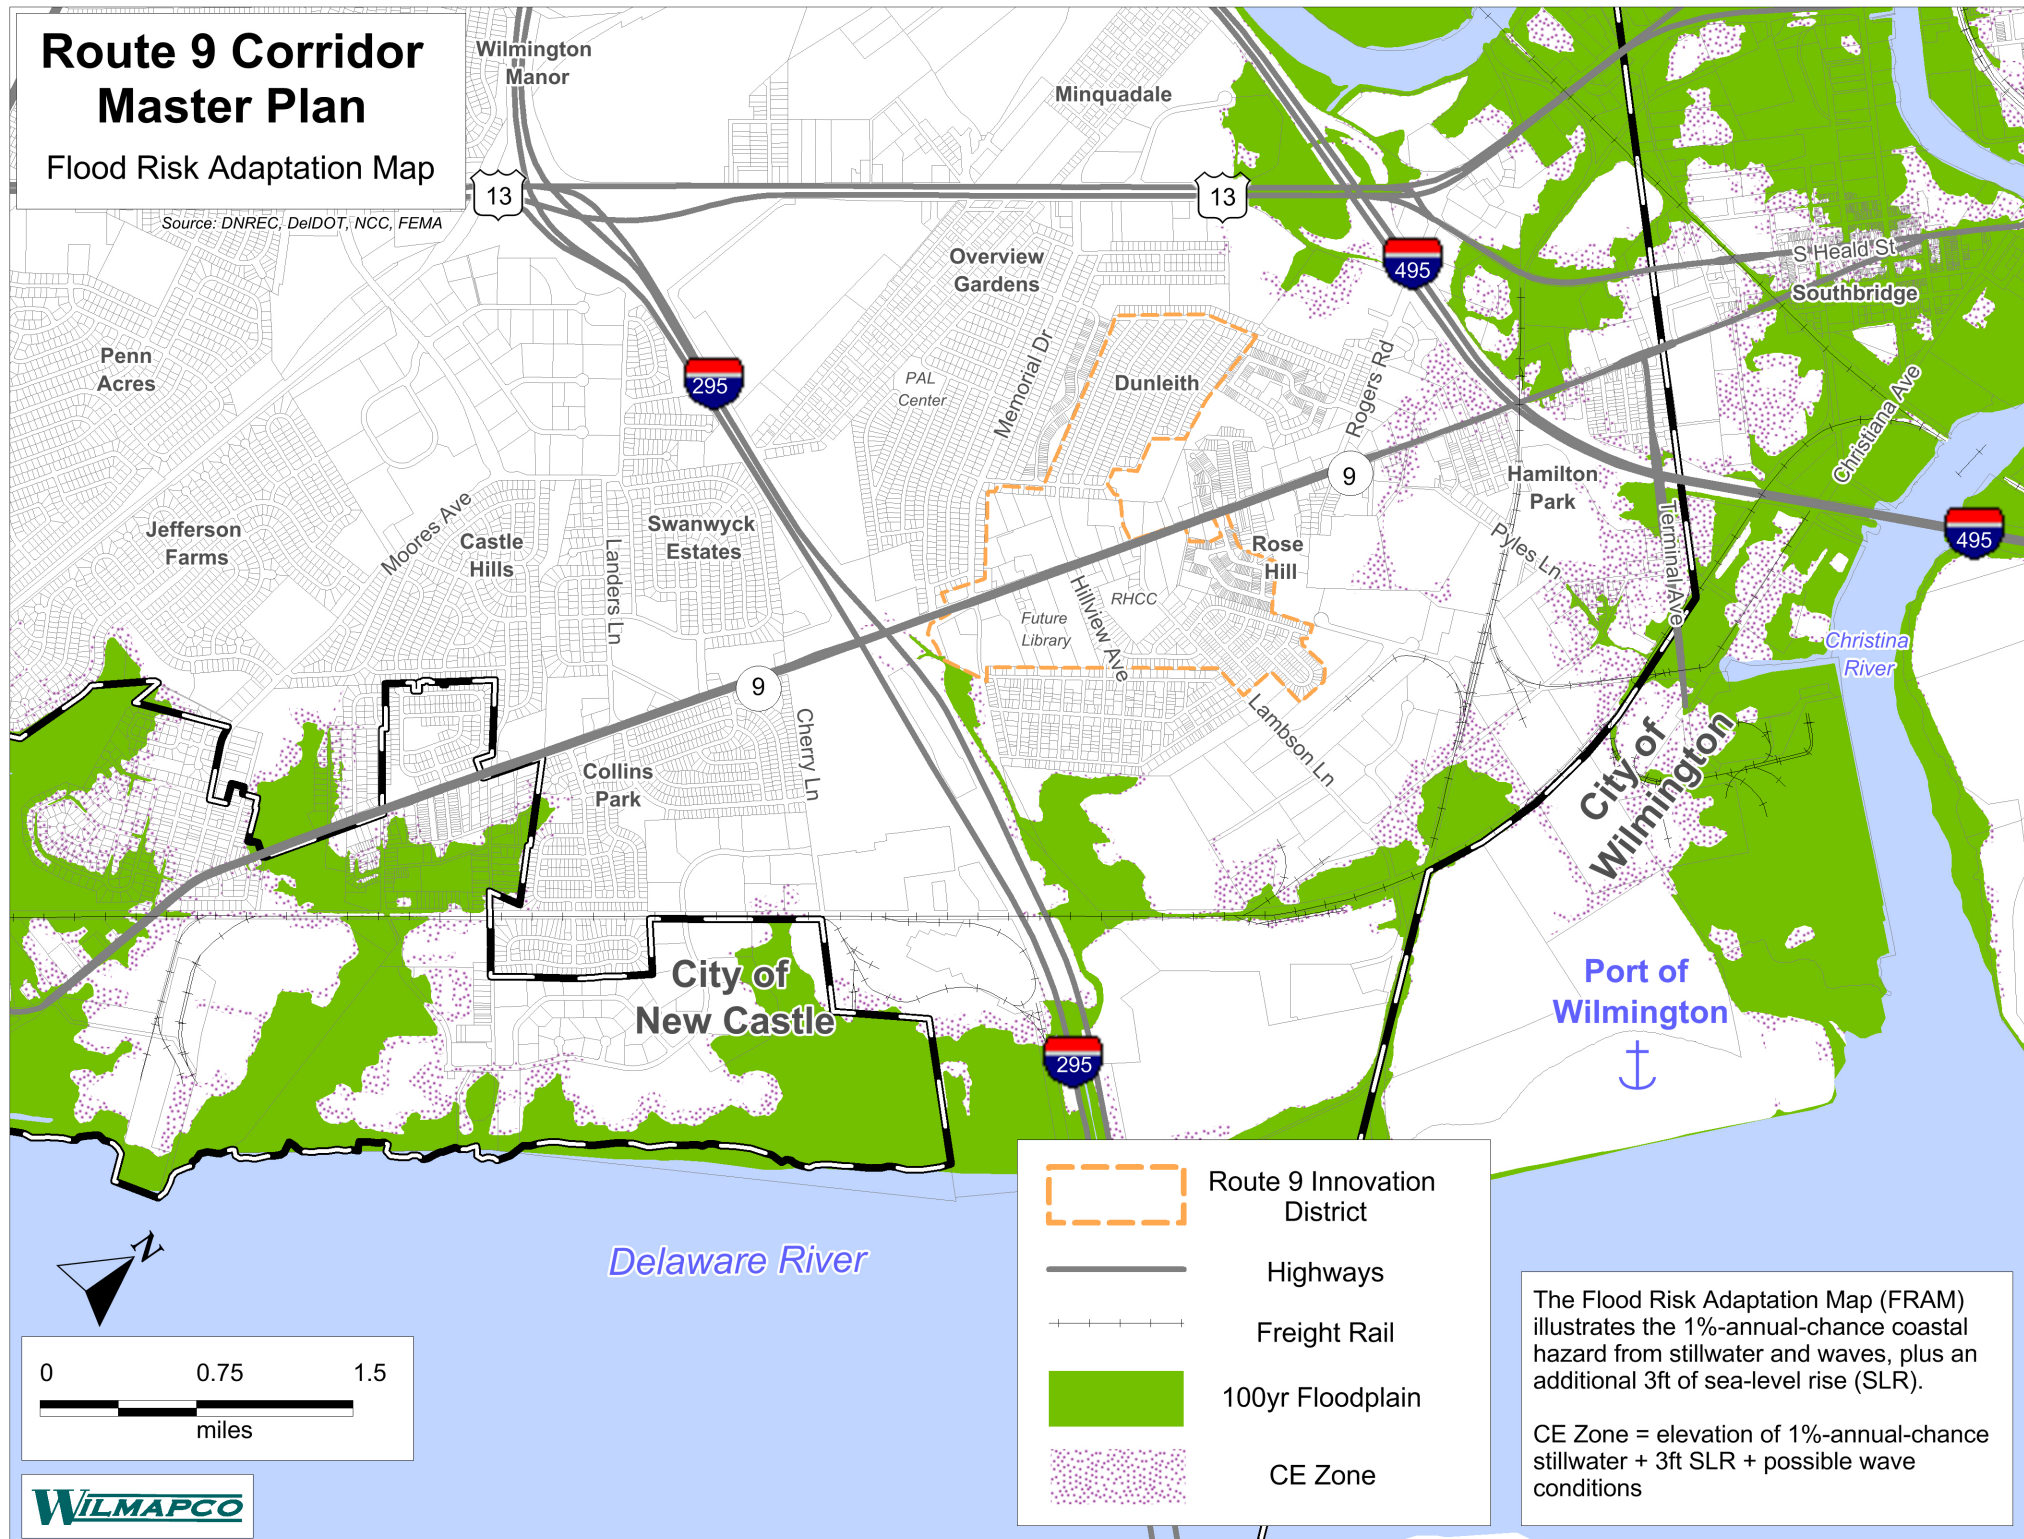 Route 9 Corridor
Master Plan
Flood Risk Adaptation Map
Source: DNREC, DelDOT, NCC, FEMA
Wilmington
Manor
Minquadale
13
13
495
Overview
Gardens
S Heald St
Southbridge
Penn
Acres
295
PAL
Center
Memorial Dr
Dunleith
Rogers Rd
Christiana Ave
9
Hamilton
Park
Jefferson
Farms
Moores Ave
Castle
Hills
Landers Ln
Swanwyck
Estates
Rose
Hill
Pyles Ln
Terminal Ave
495
Future
Library
Hillview Ave
RHCC
Christina
River
9
Cherry Ln
Lambson Ln
Collins
Park
City of
Wilmington
City of
New Castle
Port of
Wilmington
295
Delaware River
N
Route 9 Innovation
District
Highways
Freight Rail
100yr Floodplain
CE Zone
The Flood Risk Adaptation Map (FRAM)
illustrates the 1%-annual-chance coastal
hazard from stillwater and waves, plus an
additional 3ft of sea-level rise (SLR).
CE Zone = elevation of 1%-annual-chance
stillwater + 3ft SLR + possible wave
conditions
0 0.75 1.5
miles
WILMAPCO